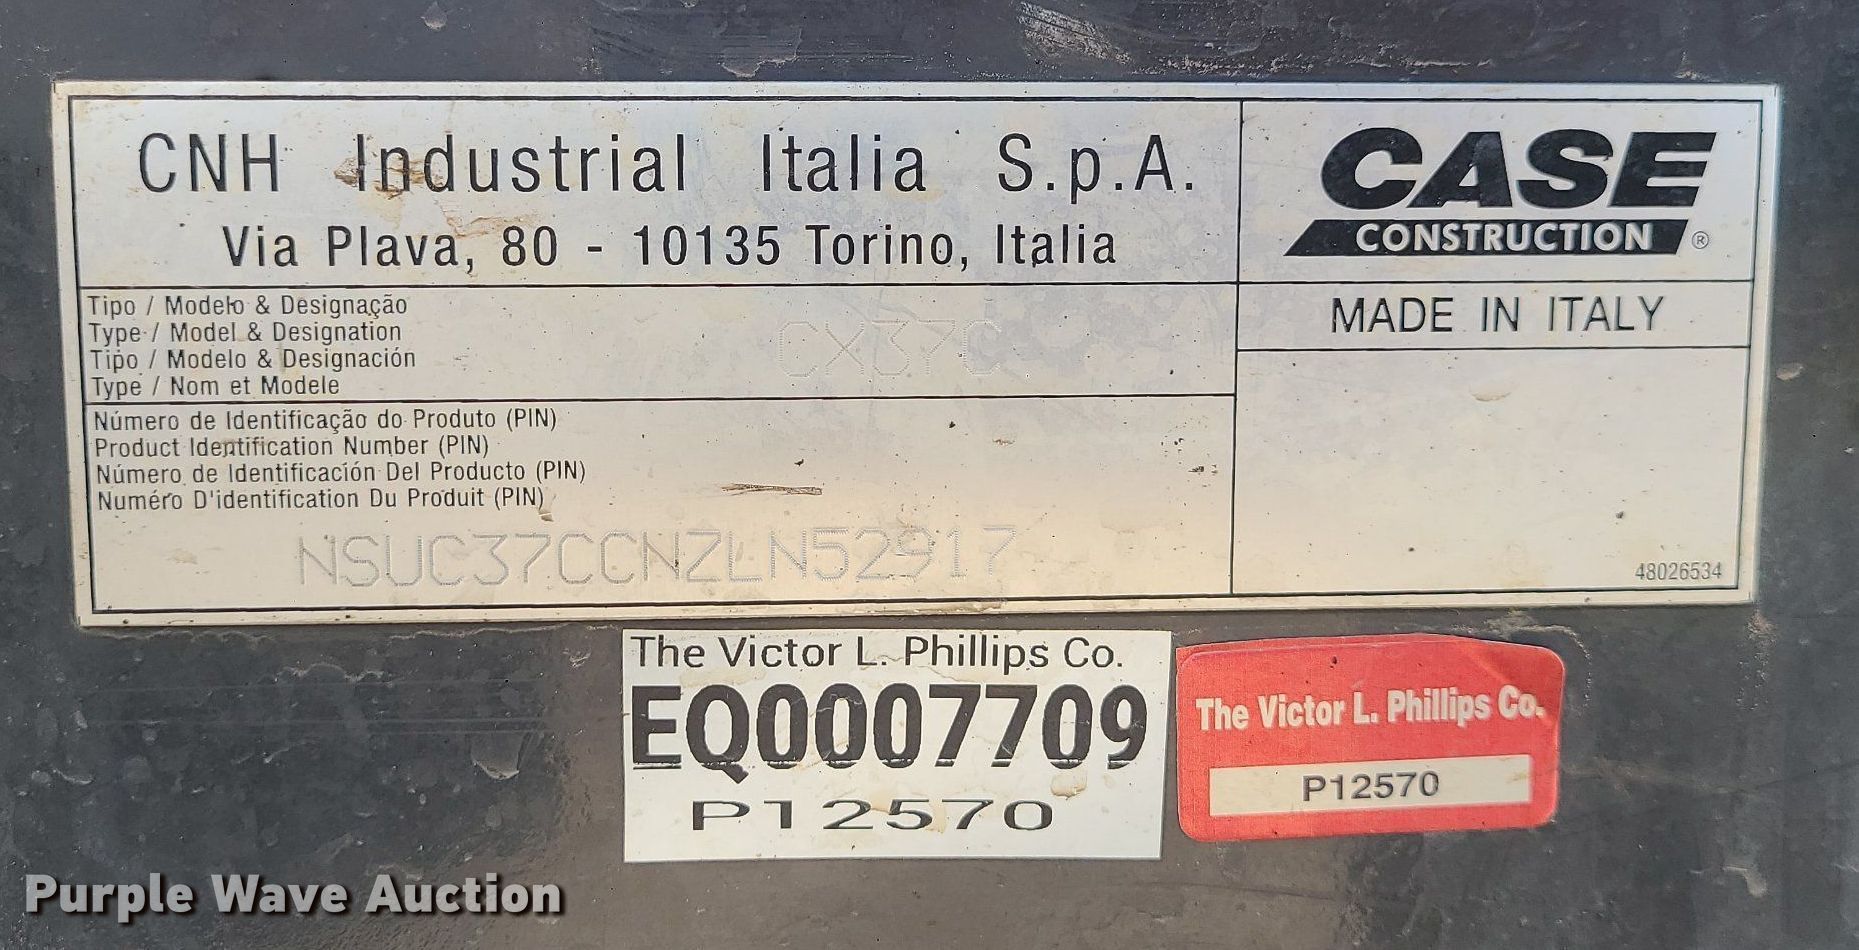 CNH Industrial Italia S.p.A.
Via Plava, 80 - 10135 Torino, Italia
CASE
CONSTRUCTION ®
MADE IN ITALY
Tipo / Modelo & Designação
Type / Model & Designation
Tipo / Modelo & Designación
Type / Nom et Modele
CX37C
Número de Identificação do Produto (PIN)
Product Identification Number (PIN)
Número de Identificación Del Producto (PIN)
Numéro D'identification Du Produit (PIN)
NSUC37CCNZLN52917
48026534
The Victor L. Phillips Co.
EQ0007709
P12570
The Victor L. Phillips Co.
P12570
Purple Wave Auction